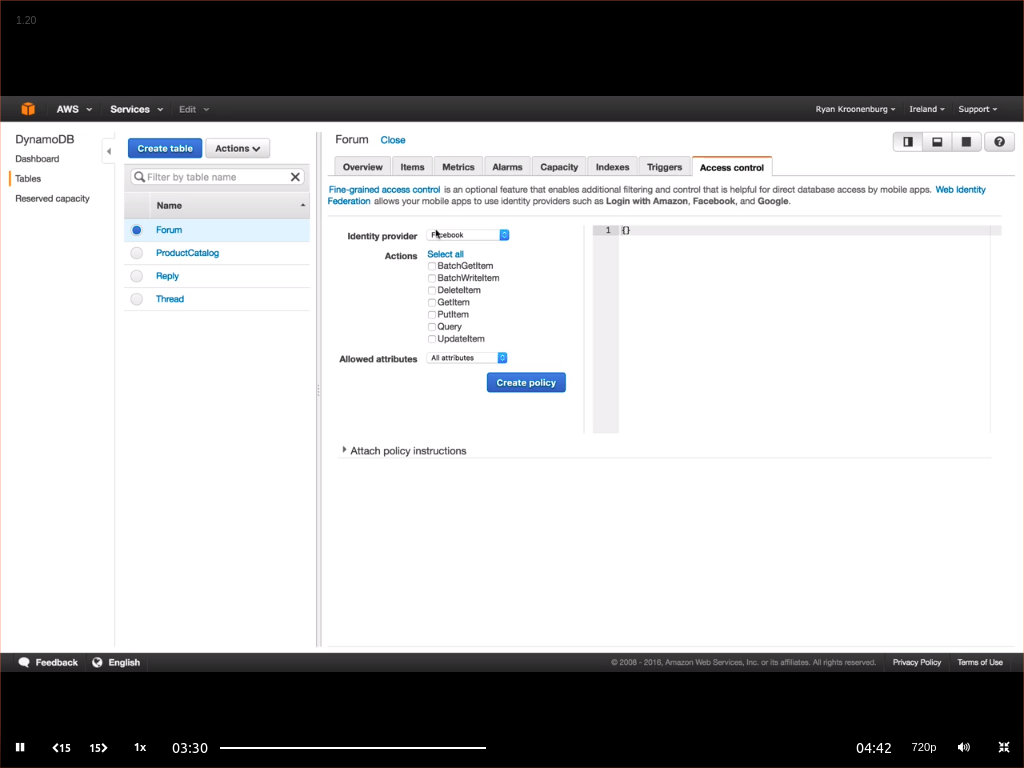 1.20
AWS Services Edit Ryan Kroonenburg Ireland Support
DynamoDB
Dashboard
Tables
Reserved capacity
Create table Actions
Filter by table name
Name
Forum
ProductCatalog
Reply
Thread
Forum Close
Overview Items Metrics Alarms Capacity Indexes Triggers Access control
Fine-grained access control is an optional feature that enables additional filtering and control that is helpful for direct database access by mobile apps. Web Identity
Federation allows your mobile apps to use identity providers such as Login with Amazon, Facebook, and Google.
Identity provider Facebook
Actions Select all
BatchGetItem
BatchWriteItem
DeleteItem
GetItem
PutItem
Query
UpdateItem
Allowed attributes All attributes
Create policy
1 {}
Attach policy instructions
Feedback English © 2008 - 2016, Amazon Web Services, Inc. or its affiliates. All rights reserved. Privacy Policy Terms of Use
15 15 1x 03:30 04:42 720p